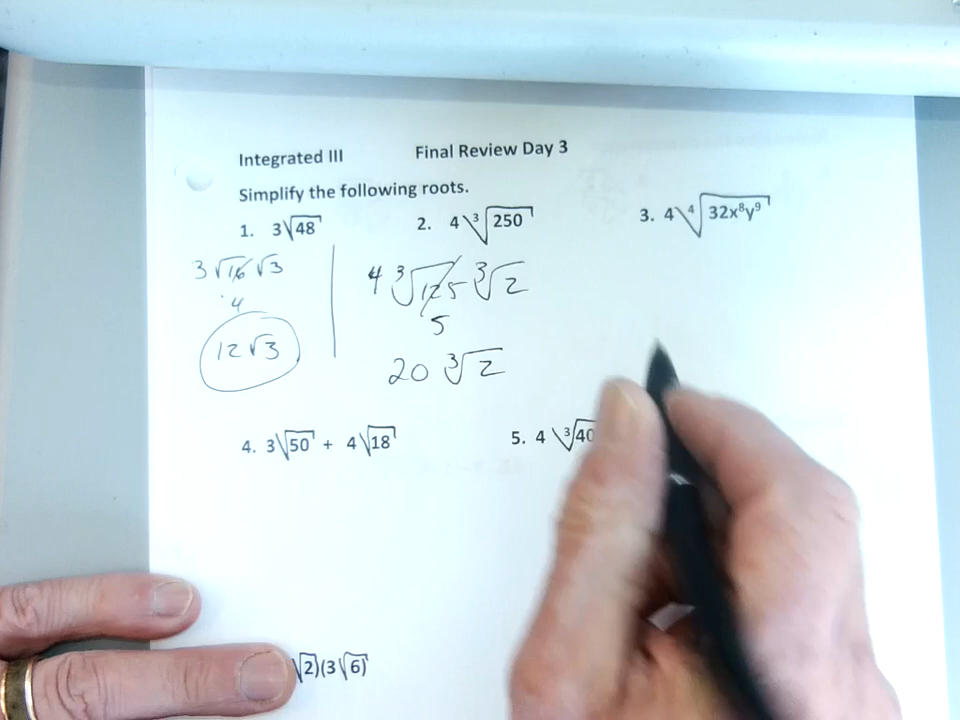 Integrated III Final Review Day 3
Simplify the following roots.
1. 3√48 2. 4∛250 3. 4∜32x⁸y⁹
3√16 √3 4 ∛125 ∛2
4 5
12√3 20 ∛2
4. 3√50 + 4√18 5. 4 ∛40
√2)(3√6)